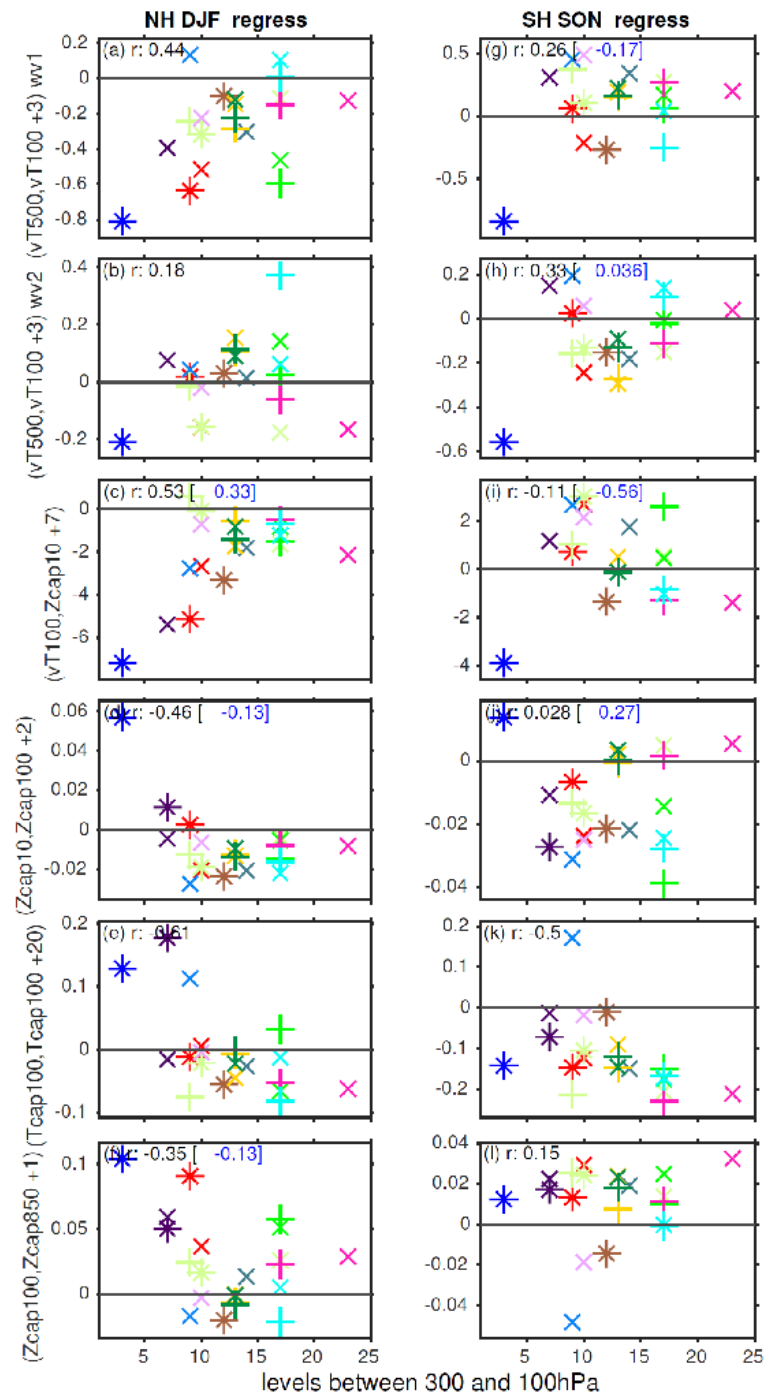 NH DJF regress
SH SON regress
(vT500,vT100 +3) wv1
(a) r: 0.44
0.2
0
-0.2
-0.4
-0.6
-0.8
(g) r: 0.26 [ -0.17]
0.5
0
-0.5
(vT500,vT100 +3) wv2
(b) r: 0.18
0.4
0.2
0
-0.2
(h) r: 0.33 [ 0.036]
0.2
0
-0.2
-0.4
-0.6
(vT100,Zcap10 +7)
(c) r: 0.53 [ 0.33]
0
-2
-4
-6
(i) r: -0.11 [ -0.56]
2
0
-2
-4
(Zcap10,Zcap100 +2)
(d) r: -0.46 [ -0.13]
0.06
0.04
0.02
0
-0.02
(j) r: 0.028 [ 0.27]
0
-0.02
-0.04
(Tcap100,Tcap100 +20)
(e) r: -0.61
0.2
0.1
0
-0.1
(k) r: -0.5
0.2
0.1
0
-0.1
-0.2
(Zcap100,Zcap850 +1)
(f) r: -0.35 [ -0.13]
0.1
0.05
0
(l) r: 0.15
0.04
0.02
0
-0.02
-0.04
5 10 15 20 25
5 10 15 20 25
levels between 300 and 100hPa